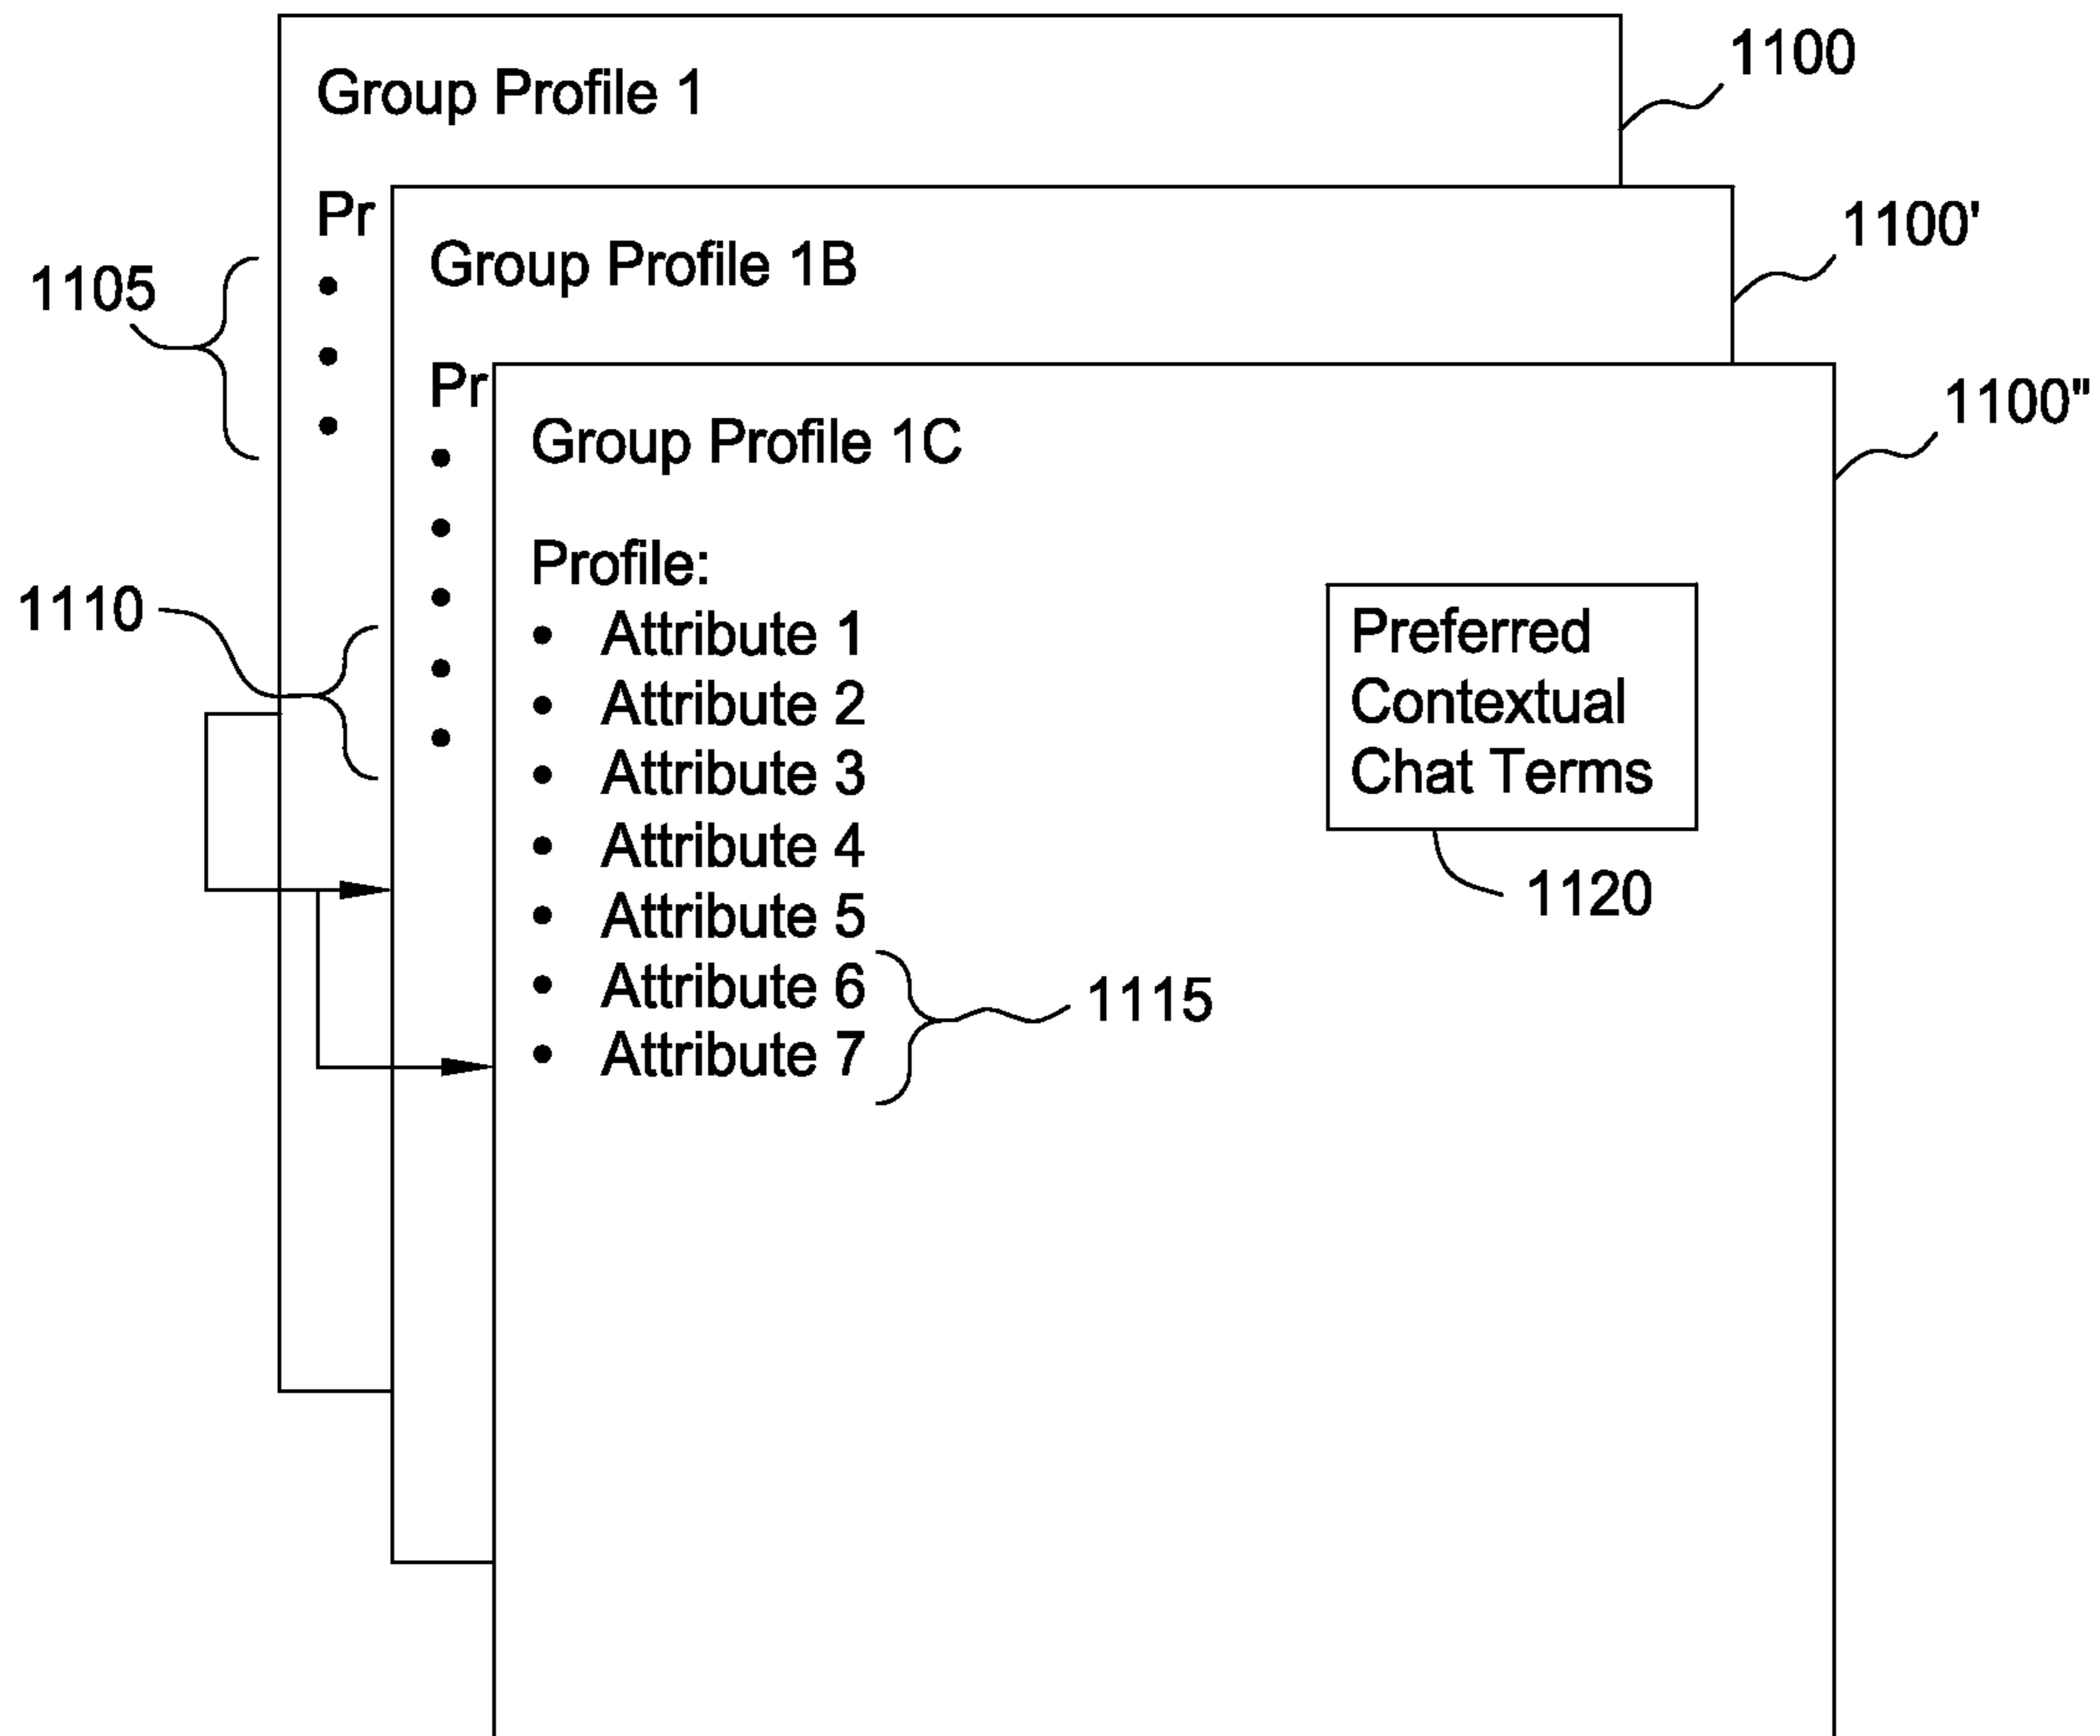 Group Profile 1
1100
Pr
1105
Group Profile 1B
1100'
Pr
1110
Group Profile 1C
1100"
Profile:
• Attribute 1
• Attribute 2
• Attribute 3
• Attribute 4
• Attribute 5
• Attribute 6
• Attribute 7
1115
Preferred
Contextual
Chat Terms
1120